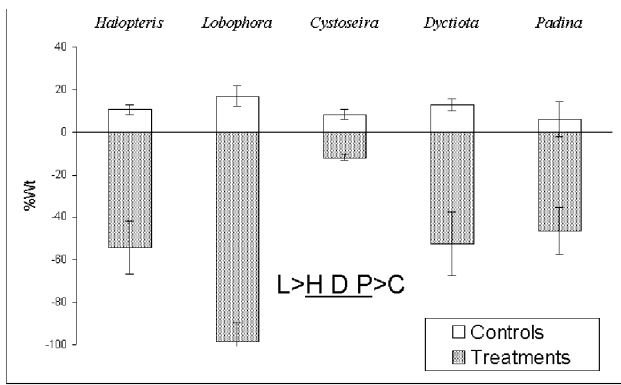 Halopteris Lobophora Cystoseira Dyctiota Padina
40
20
0
-20
-40
-60
-80
-100
%Wt
L>H D P>C
Controls
Treatments